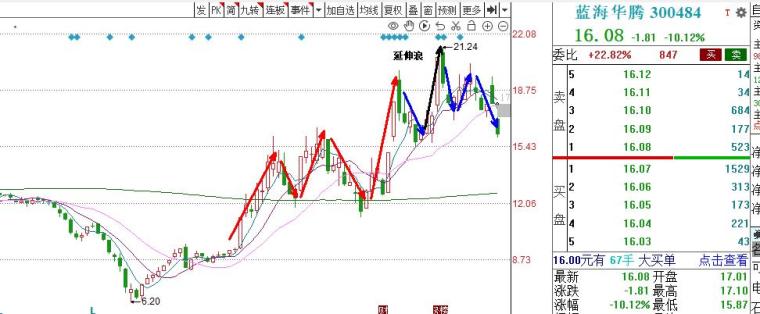 发 PK 简 九转 连板 事件 加自选 均线 复权 叠 窗 预测 更多
蓝海华腾 300484
16.08 -1.81 -10.12%
委比 +22.82% 847 买 卖
卖盘
5 16.12 14
4 16.11 34
3 16.10 684
2 16.09 177
1 16.08 523
买盘
1 16.07 1529
2 16.06 313
3 16.05 173
4 16.04 221
5 16.03 43
16.00元有 67手 大买单 点击查看
最新 16.08 开盘 17.01
涨跌 -1.81 最高 17.10
涨幅 -10.12% 最低 15.87
22.08
18.75
15.43
12.06
8.73
延伸浪
21.24
6.20
L